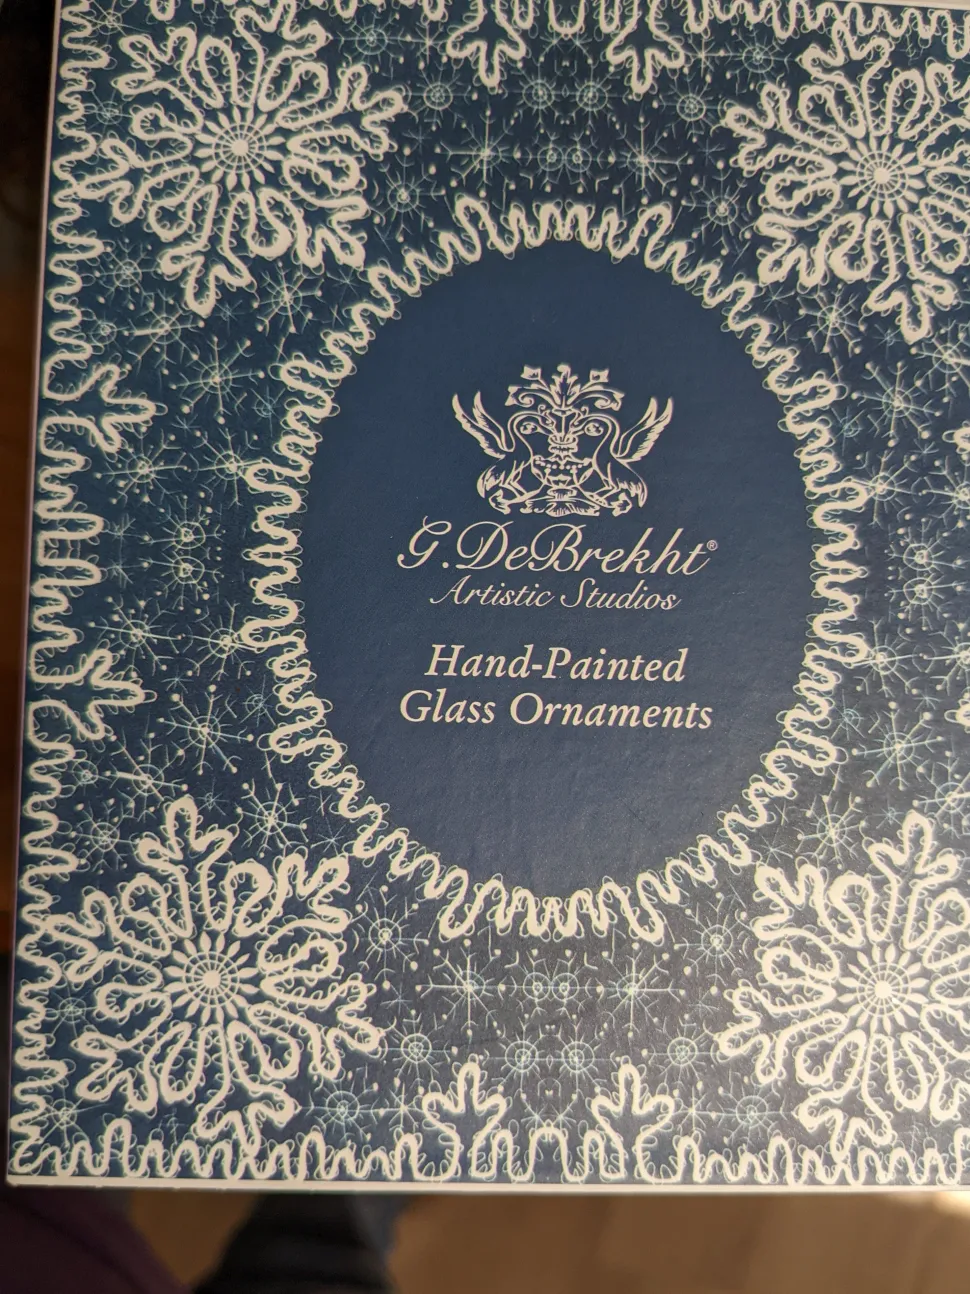 G. DeBrekht®
Artistic Studios
Hand-Painted
Glass Ornaments